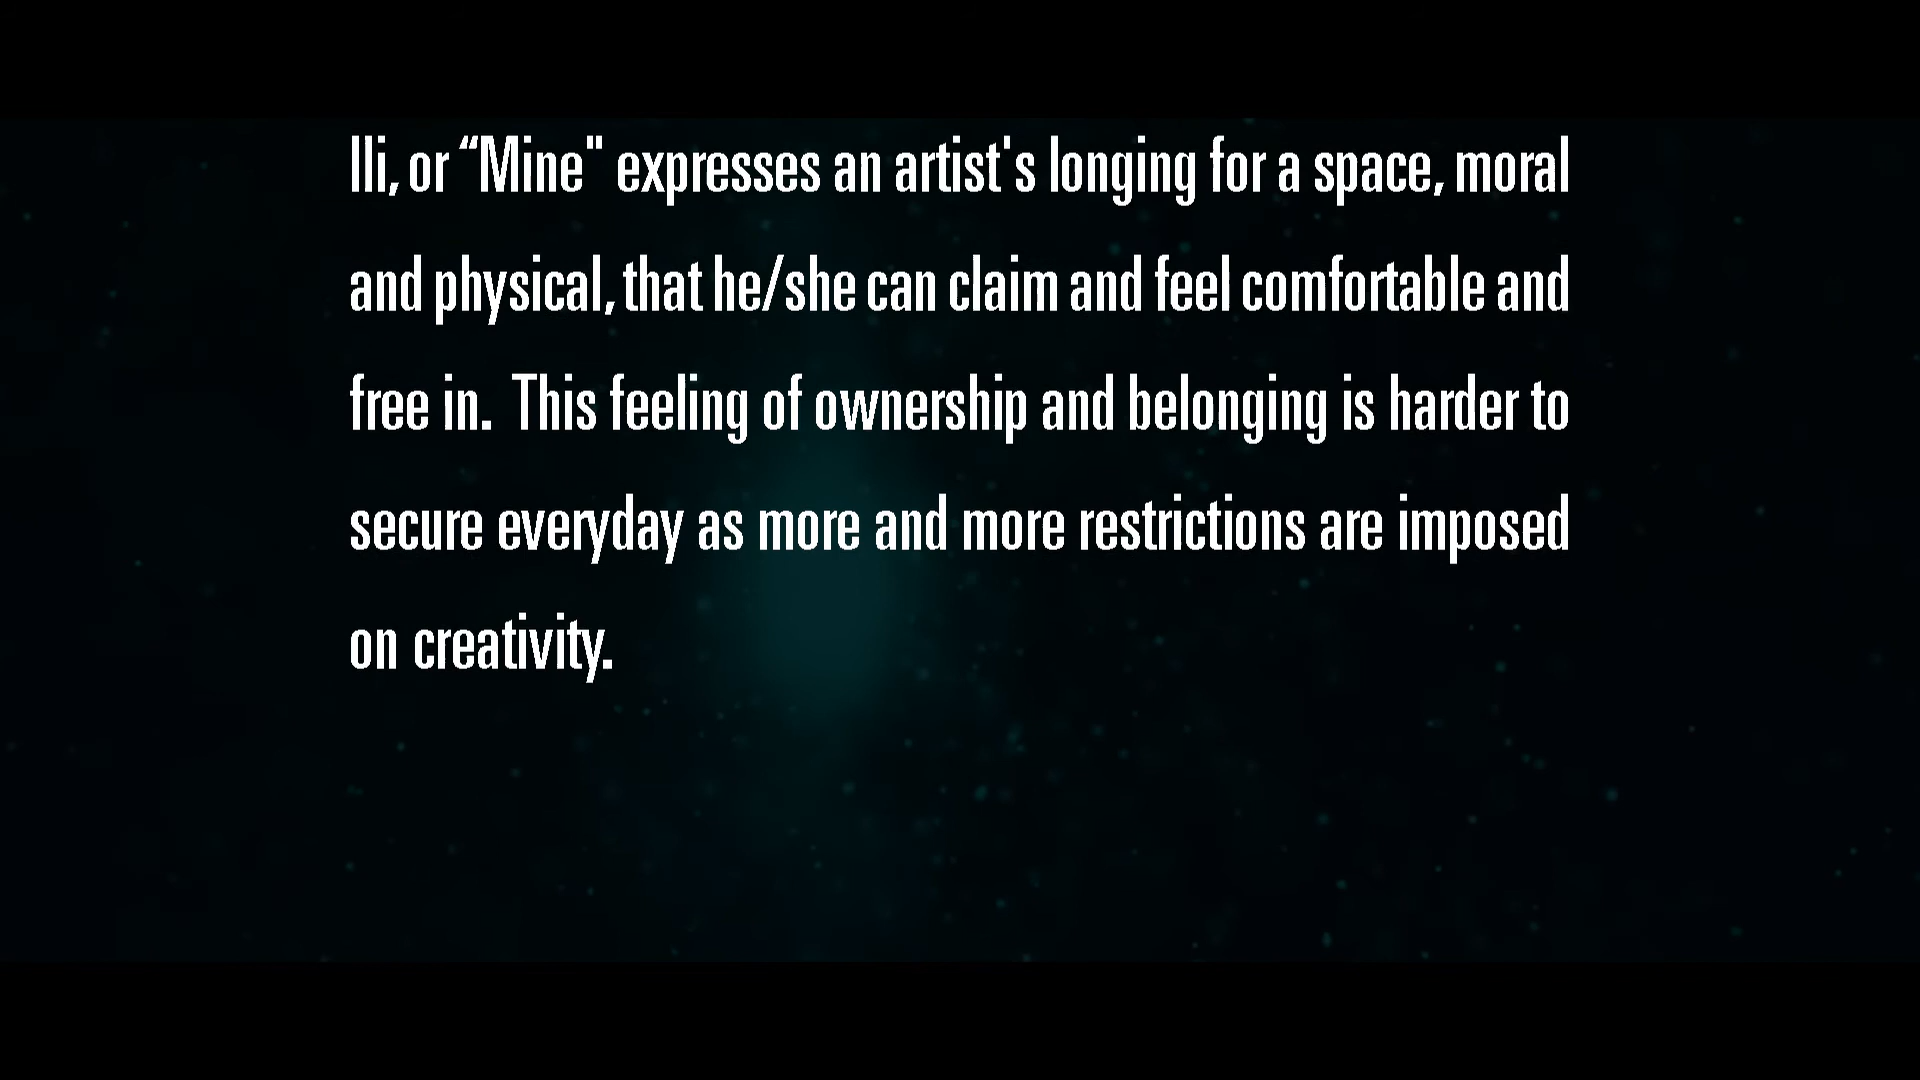 Ili, or “Mine" expresses an artist's longing for a space, moral
and physical, that he/she can claim and feel comfortable and
free in.  This feeling of ownership and belonging is harder to
secure everyday as more and more restrictions are imposed
on creativity.